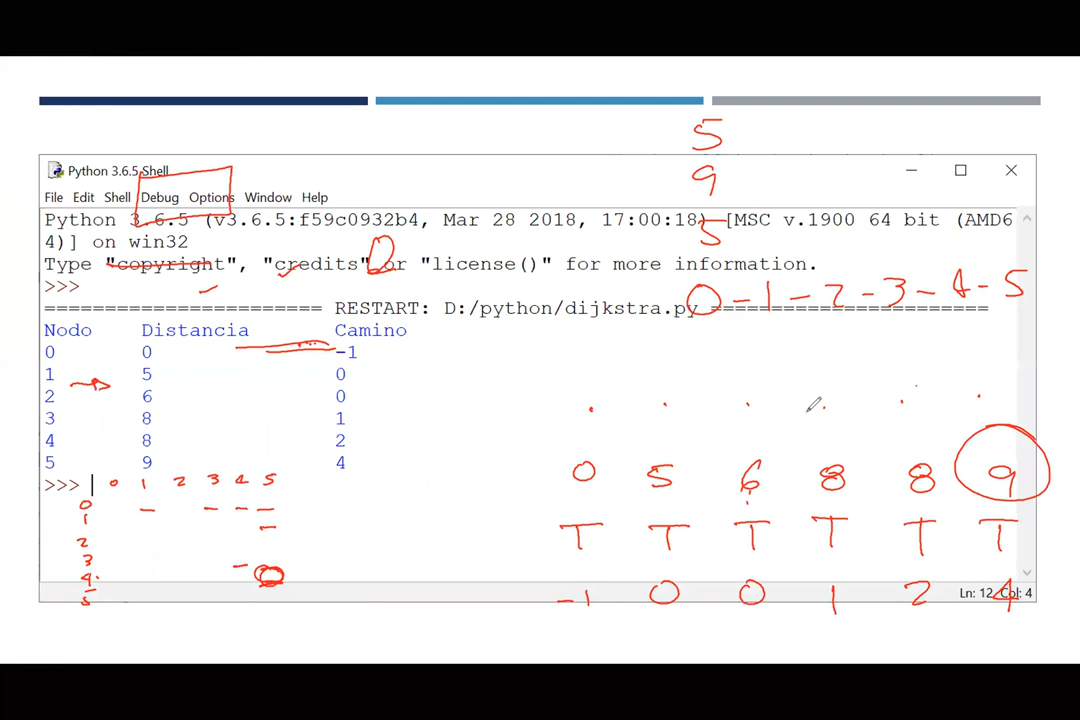 5
9
5
Python 3.6.5 Shell
File Edit Shell Debug Options Window Help
Python 3.6.5 (v3.6.5:f59c0932b4, Mar 28 2018, 17:00:18) [MSC v.1900 64 bit (AMD6
4)] on win32
Type "copyright", "credits" or "license()" for more information.
>>>
0 - 1 - 2 - 3 - 4 - 5
======================== RESTART: D:/python/dijkstra.py ========================
Nodo Distancia Camino
0 0 -1
1 5 0
2 6 0
3 8 1
4 8 2
5 9 4
>>>
0 1 2 3 4 5
0
1
2
3
4
5
0 5 6 8 8 9
T T T T T T
-1 0 0 1 2 4
Ln: 12 Col: 4